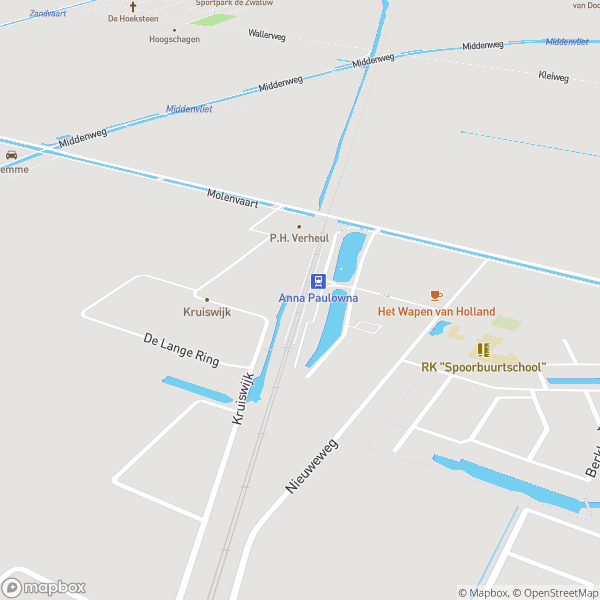 Sportpark de Zwaluw
Zandvaart
De Hoeksteen
Hoogschagen
Wallerweg
van Doo
Middenweg
Middenvliet
Middenweg
Kleiweg
Middenweg
Middenvliet
Middenweg
emme
Molenvaart
P.H. Verheul
Anna Paulowna
Kruiswijk
Het Wapen van Holland
De Lange Ring
RK "Spoorbuurtschool"
Kruiswijk
Nieuweweg
mapbox
© Mapbox, © OpenStreetMap